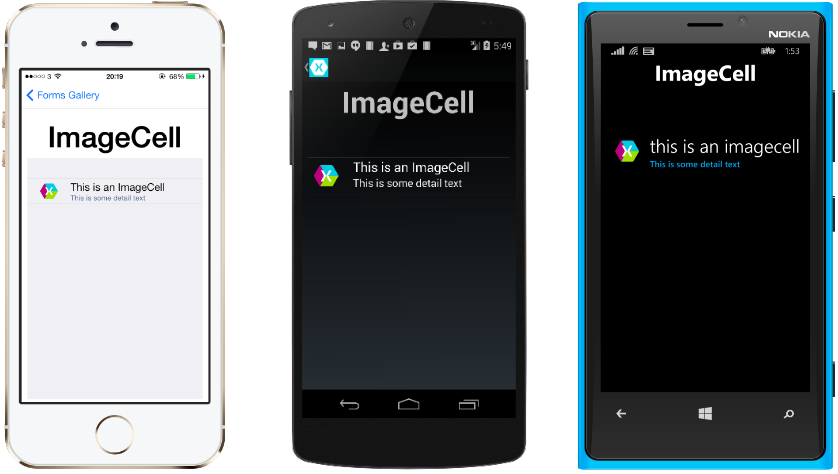 3 20:19 68%
Forms Gallery
ImageCell
This is an ImageCell
This is some detail text
5:49
ImageCell
This is an ImageCell
This is some detail text
NOKIA
1:53
ImageCell
this is an imagecell
This is some detail text